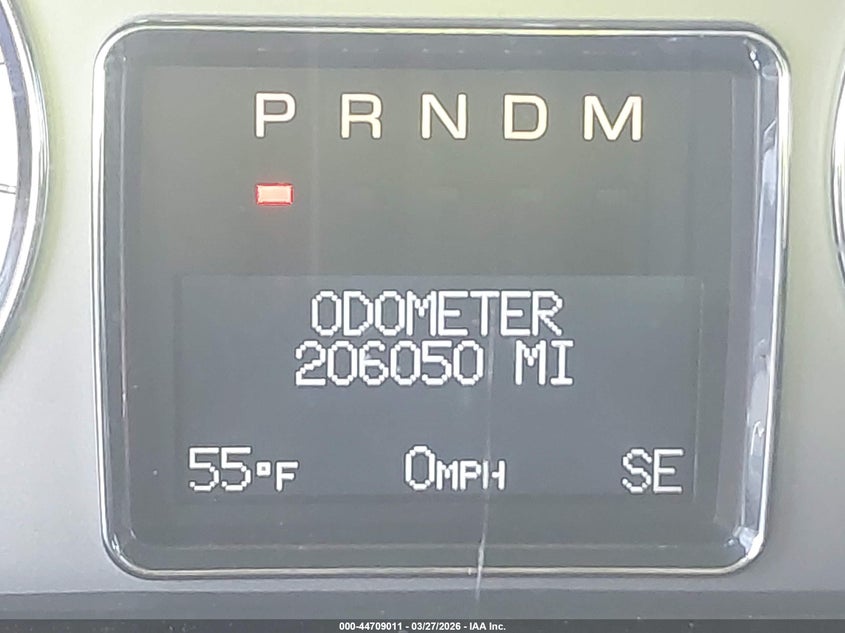 P R N D M
ODOMETER
206050 MI
55°F 0MPH SE
000-44709011 - 03/27/2026 - IAA Inc.